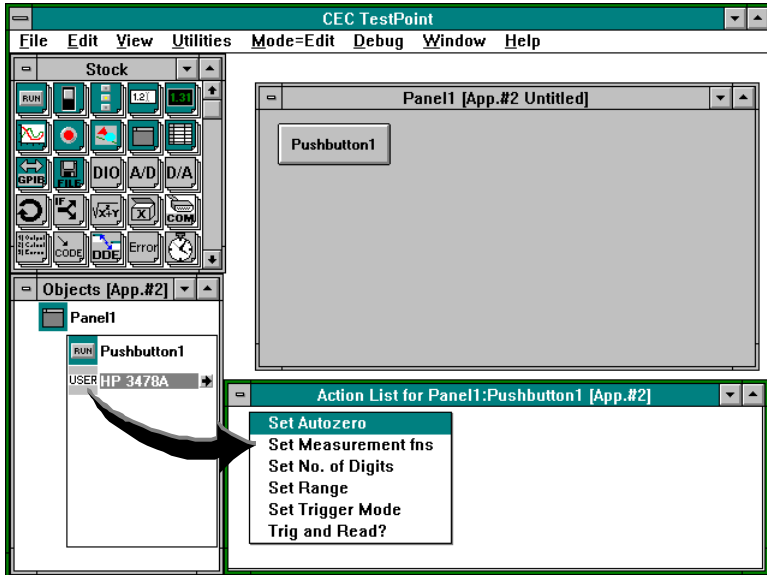 CEC TestPoint
File Edit View Utilities Mode=Edit Debug Window Help
Stock
RUN
1.31
GPIB FILE DIO A/D D/A
IF √x+Y x COM
CODE DDE Error
Panel1 [App.#2 Untitled]
Pushbutton1
Objects [App.#2]
Panel1
RUN Pushbutton1
USER HP 3478A
Action List for Panel1:Pushbutton1 [App.#2]
Set Autozero
Set Measurement fns
Set No. of Digits
Set Range
Set Trigger Mode
Trig and Read?